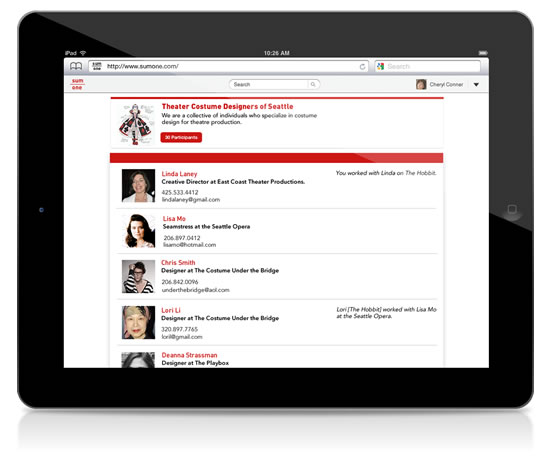 iPad
10:26 AM
sum one
http://www.sumone.com/
Search
sum
one
Search
Cheryl Conner
Theater Costume Designers of Seattle
We are a collective of individuals who specialise in costume
design for theatre production.
30 Participants
Linda Laney
You worked with Linda on The Hobbit.
Creative Director at East Coast Theater Productions.
425.533.4412
lindalaney@gmail.com
Lisa Mo
Seamstress at the Seattle Opera
206.897.0412
lisamo@hotmail.com
Chris Smith
Designer at The Costume Under the Bridge
206.842.0096
underthebridge@aol.com
Lori Li
Lori [The Hobbit] worked with Lisa Mo
Designer at The Costume Under the Bridge
at the Seattle Opera.
320.897.7765
loril@gmail.com
Deanna Strassman
Designer at The Playbox